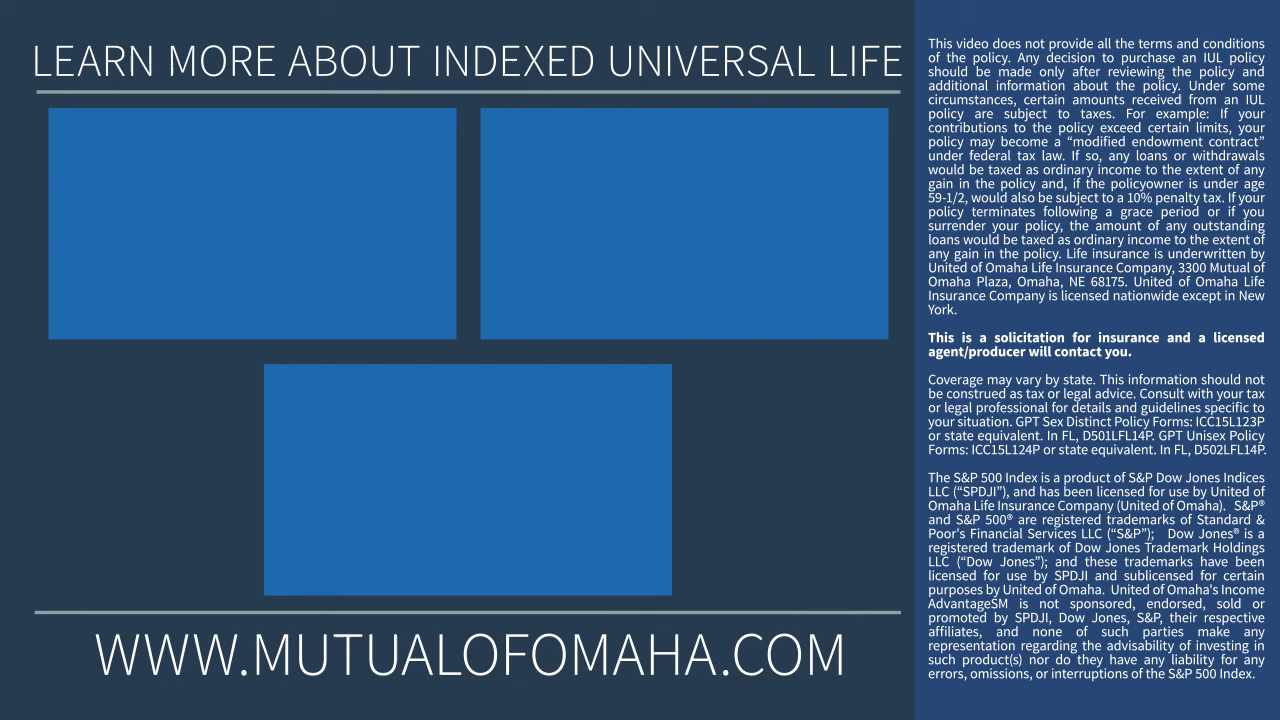 LEARN MORE ABOUT INDEXED UNIVERSAL LIFE
WWW.MUTUALOFOMAHA.COM
This video does not provide all the terms and conditions
of the policy. Any decision to purchase an IUL policy
should be made only after reviewing the policy and
additional information about the policy. Under some
circumstances, certain amounts received from an IUL
policy are subject to taxes. For example: If your
contributions to the policy exceed certain limits, your
policy may become a “modified endowment contract”
under federal tax law. If so, any loans or withdrawals
would be taxed as ordinary income to the extent of any
gain in the policy and, if the policyowner is under age
59-1/2, would also be subject to a 10% penalty tax. If your
policy terminates following a grace period or if you
surrender your policy, the amount of any outstanding
loans would be taxed as ordinary income to the extent of
any gain in the policy. Life insurance is underwritten by
United of Omaha Life Insurance Company, 3300 Mutual of
Omaha Plaza, Omaha, NE 68175. United of Omaha Life
Insurance Company is licensed nationwide except in New
York.
This is a solicitation for insurance and a licensed
agent/producer will contact you.
Coverage may vary by state. This information should not
be construed as tax or legal advice. Consult with your tax
or legal professional for details and guidelines specific to
your situation. GPT Sex Distinct Policy Forms: ICC15L123P
or state equivalent. In FL, D501LFL14P. GPT Unisex Policy
Forms: ICC15L124P or state equivalent. In FL, D502LFL14P.
The S&P 500 Index is a product of S&P Dow Jones Indices
LLC (“SPDJI”), and has been licensed for use by United of
Omaha Life Insurance Company (United of Omaha). S&P®
and S&P 500® are registered trademarks of Standard &
Poor's Financial Services LLC (“S&P”); Dow Jones® is a
registered trademark of Dow Jones Trademark Holdings
LLC (“Dow Jones”); and these trademarks have been
licensed for use by SPDJI and sublicensed for certain
purposes by United of Omaha. United of Omaha's Income
AdvantageSM is not sponsored, endorsed, sold or
promoted by SPDJI, Dow Jones, S&P, their respective
affiliates, and none of such parties make any
representation regarding the advisability of investing in
such product(s) nor do they have any liability for any
errors, omissions, or interruptions of the S&P 500 Index.